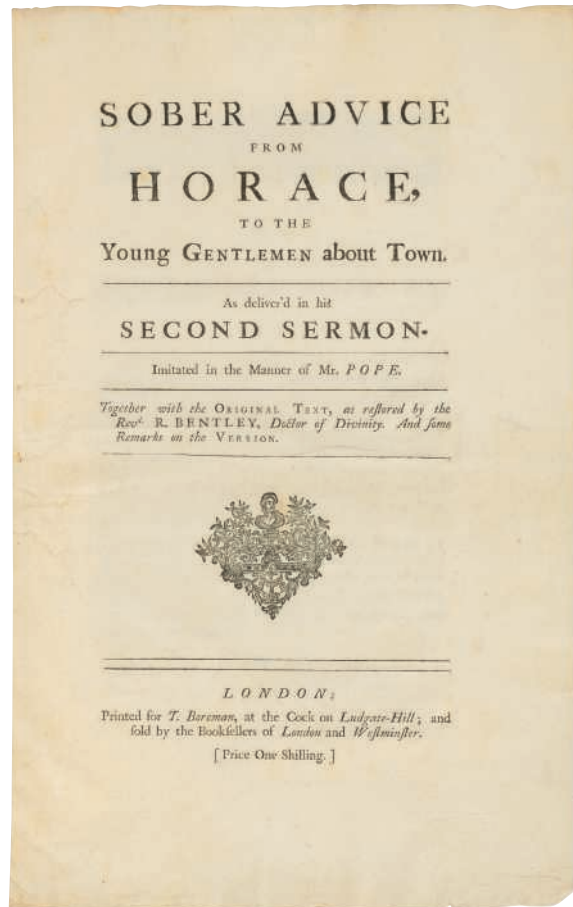 SOBER ADVICE
FROM
HORACE,
TO THE
Young GENTLEMEN about Town.
As deliver'd in his
SECOND SERMON.
Imitated in the Manner of Mr. POPE.
Together with the ORIGINAL TEXT, as reſtored by the
Revd. R. BENTLEY, Doctor of Divinity. And ſome
Remarks on the VERSION.
LONDON;
Printed for T. Boreman, at the Cock on Ludgate-Hill; and
ſold by the Bookſellers of London and Weſtminſter.
[ Price One Shilling. ]